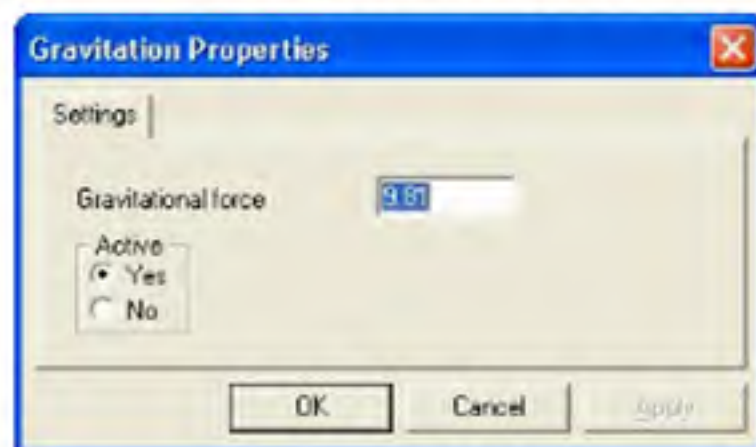 Gravitation Properties
Settings
Gravitational force 9.81
Active
Yes
No
OK Cancel Apply